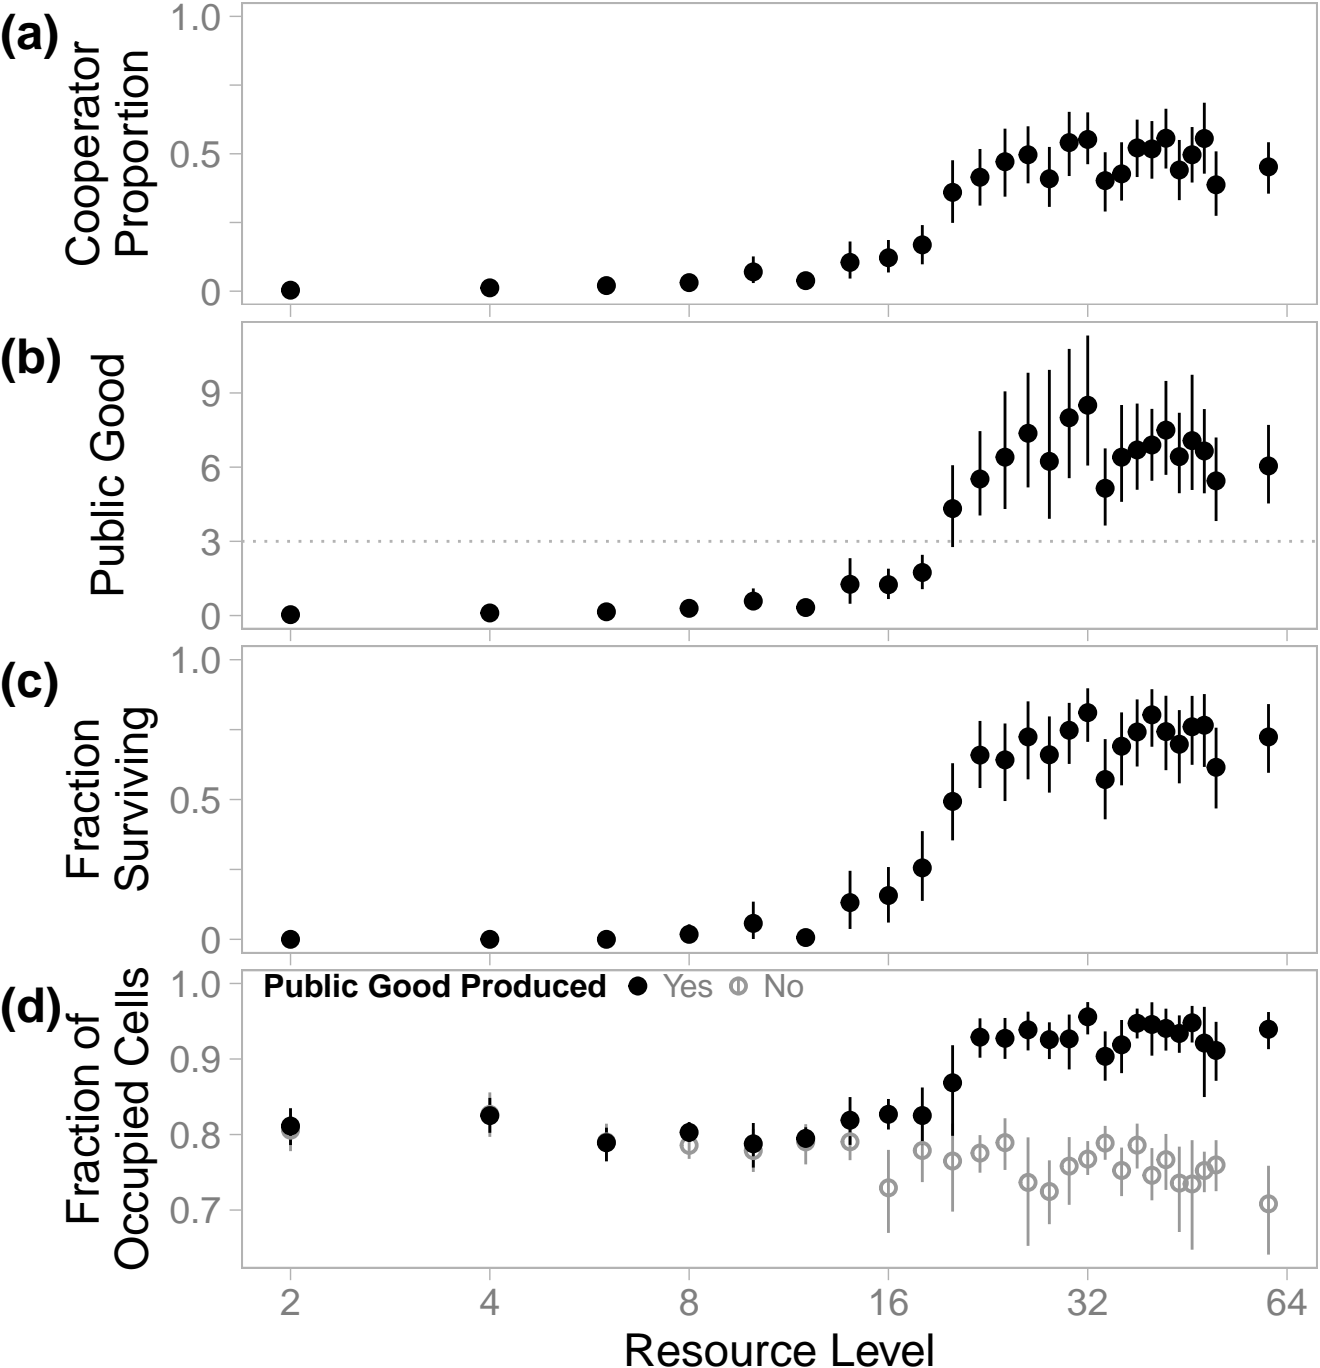 (a)
Cooperator
Proportion
1.0
0.5
0
(b)
Public Good
9
6
3
0
(c)
Fraction
Surviving
1.0
0.5
0
(d)
Fraction of
Occupied Cells
Public Good Produced Yes No
1.0
0.9
0.8
0.7
2 4 8 16 32 64
Resource Level